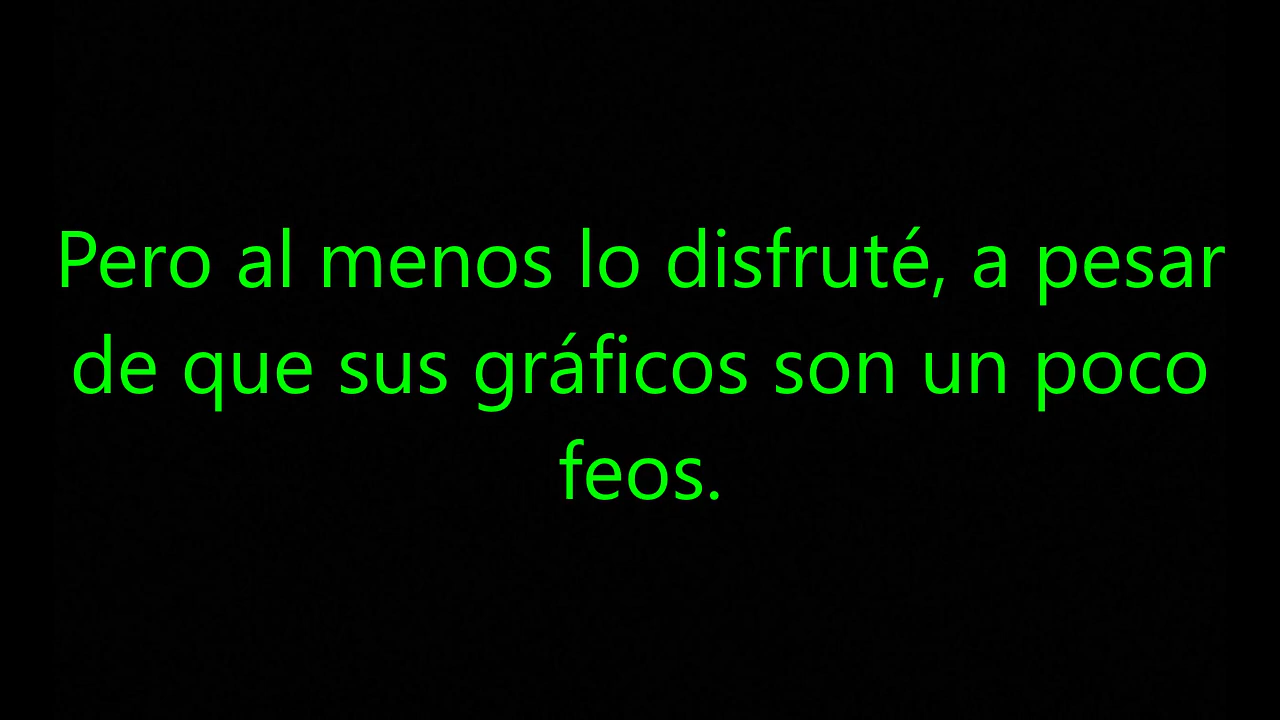 Pero al menos lo disfruté, a pesar
de que sus gráficos son un poco
feos.